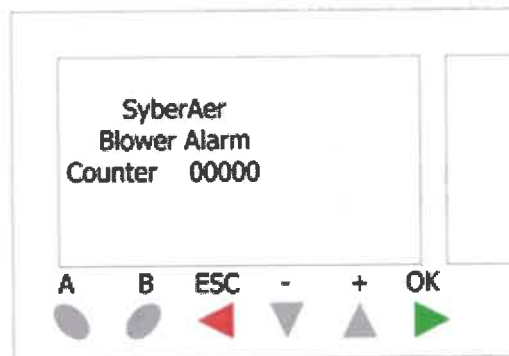 SyberAer
Blower Alarm
Counter 00000
A B ESC - + OK